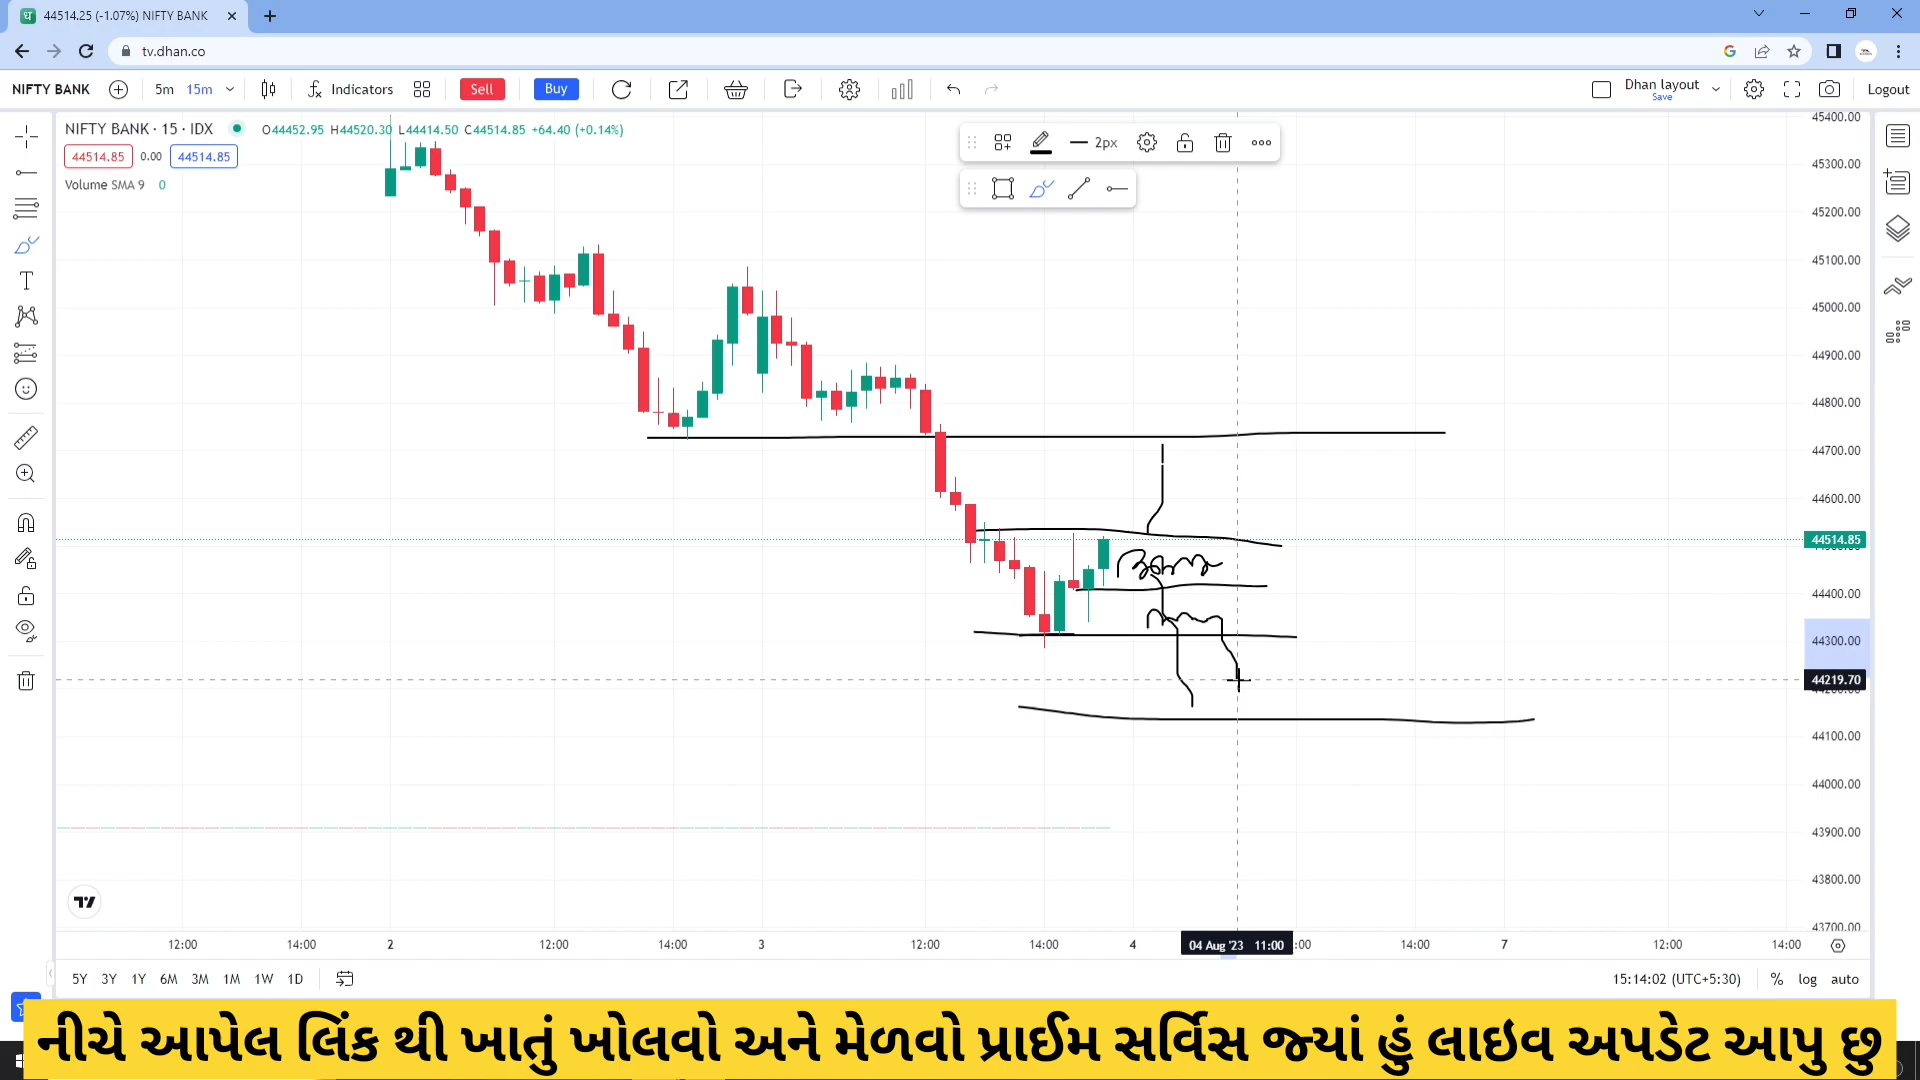 44514.25 (-1.07%) NIFTY BANK
tv.dhan.co
NIFTY BANK 5m 15m Indicators Sell Buy Dhan layout Save Logout
NIFTY BANK · 15 · IDX O44452.95 H44520.30 L44414.50 C44514.85 +64.40 (+0.14%)
44514.85 0.00 44514.85
Volume SMA 9 0
2px
45400.00
45300.00
45200.00
45100.00
45000.00
44900.00
44800.00
44700.00
44600.00
44514.85
44400.00
44300.00
44219.70
44100.00
44000.00
43900.00
43800.00
43700.00
12:00 14:00 2 12:00 14:00 3 12:00 14:00 4 04 Aug '23 11:00 :00 14:00 7 12:00 14:00
5Y 3Y 1Y 6M 3M 1M 1W 1D 15:14:02 (UTC+5:30) % log auto
નીચે આપેલ લિંક થી ખાતું ખોલવો અને મેળવો પ્રાઈમ સર્વિસ જ્યાં હું લાઇવ અપડેટ આપુ છુ